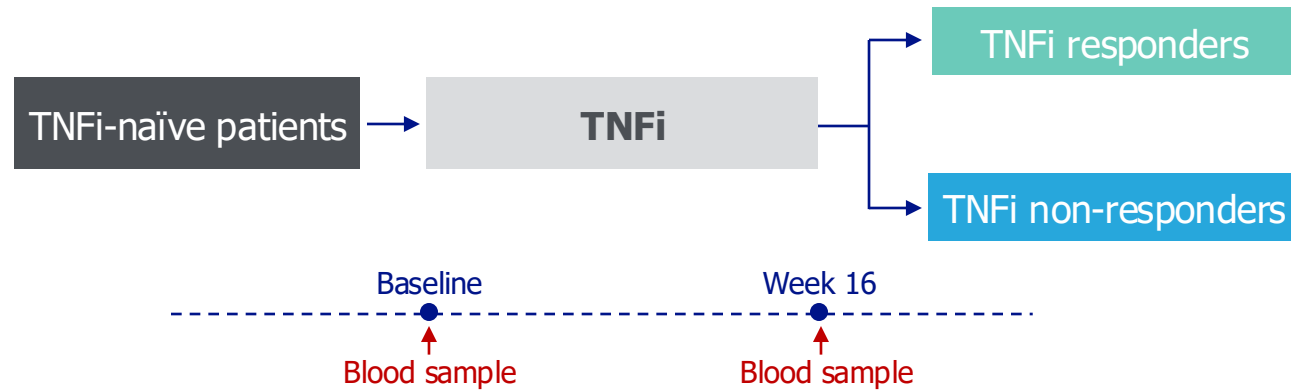 TNFi responders
TNFi-naïve patients
TNFi
TNFi non-responders
Baseline
Week 16
Blood sample
Blood sample